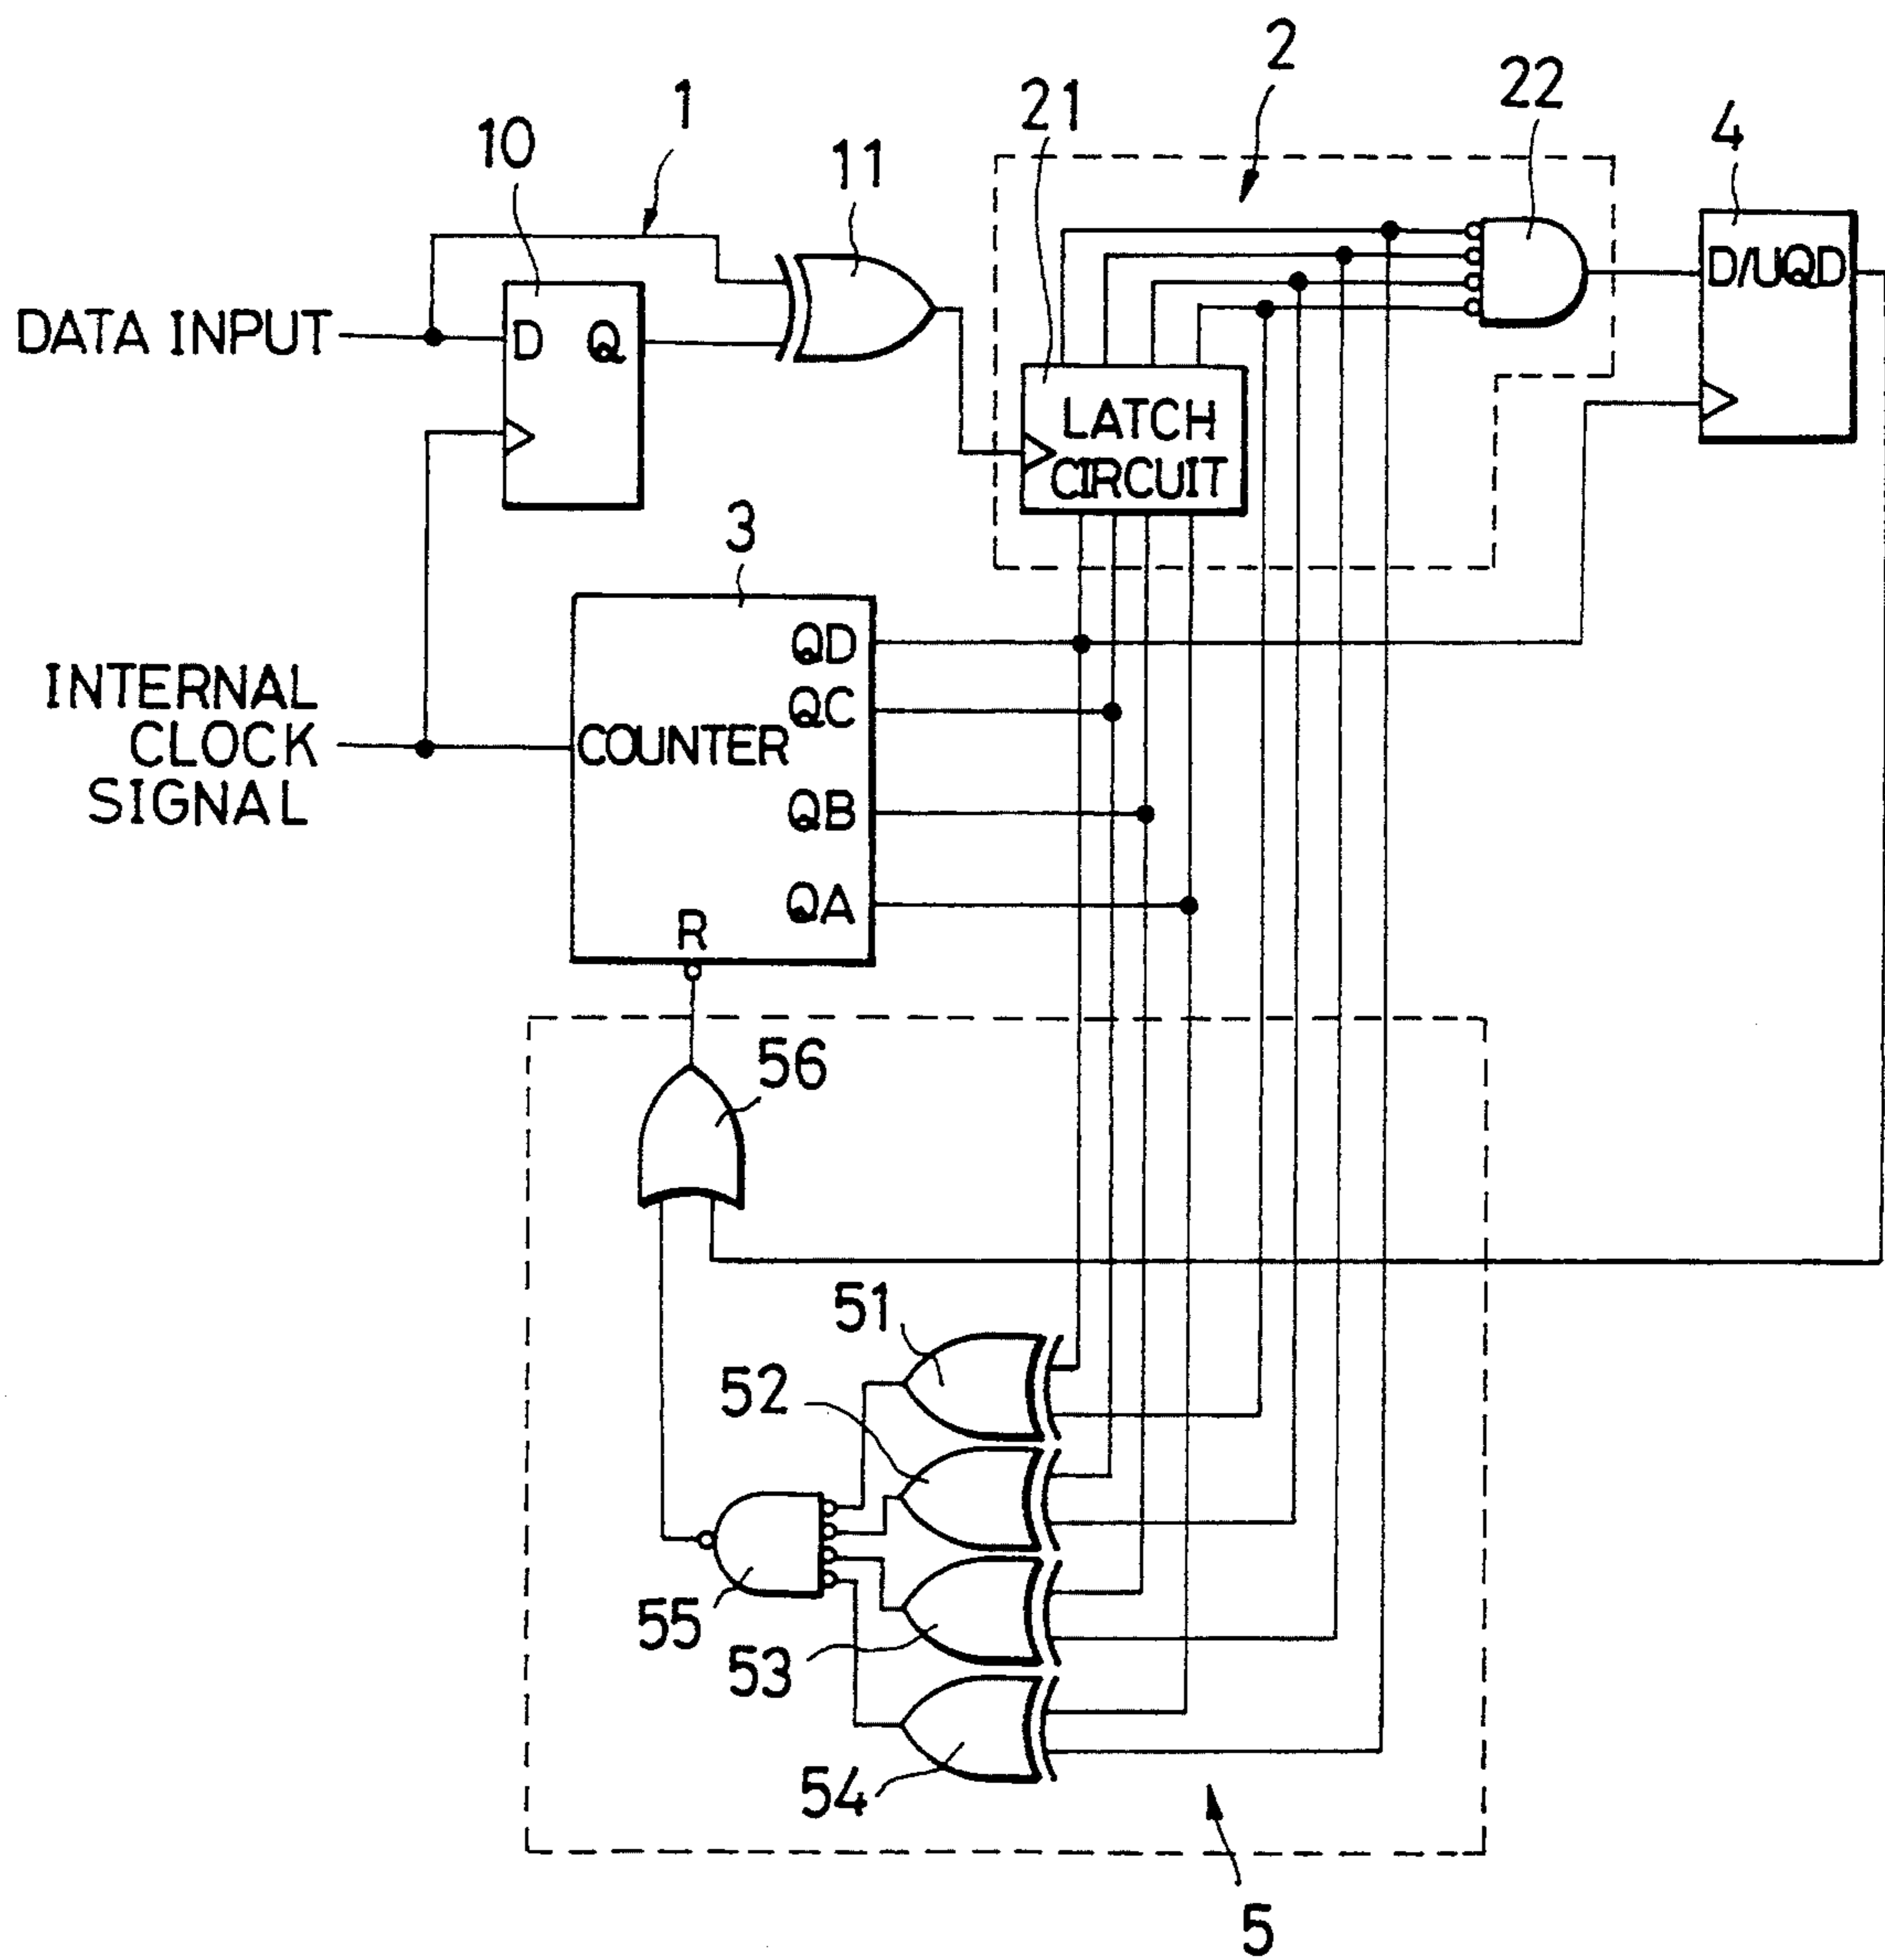 2
22
1
21
4
10
11
D/UQD
DATA INPUT
D Q
LATCH
CIRCUIT
3
QD
INTERNAL
CLOCK
SIGNAL
QC
COUNTER
QB
QA
R
56
51
52
55
53
54
5